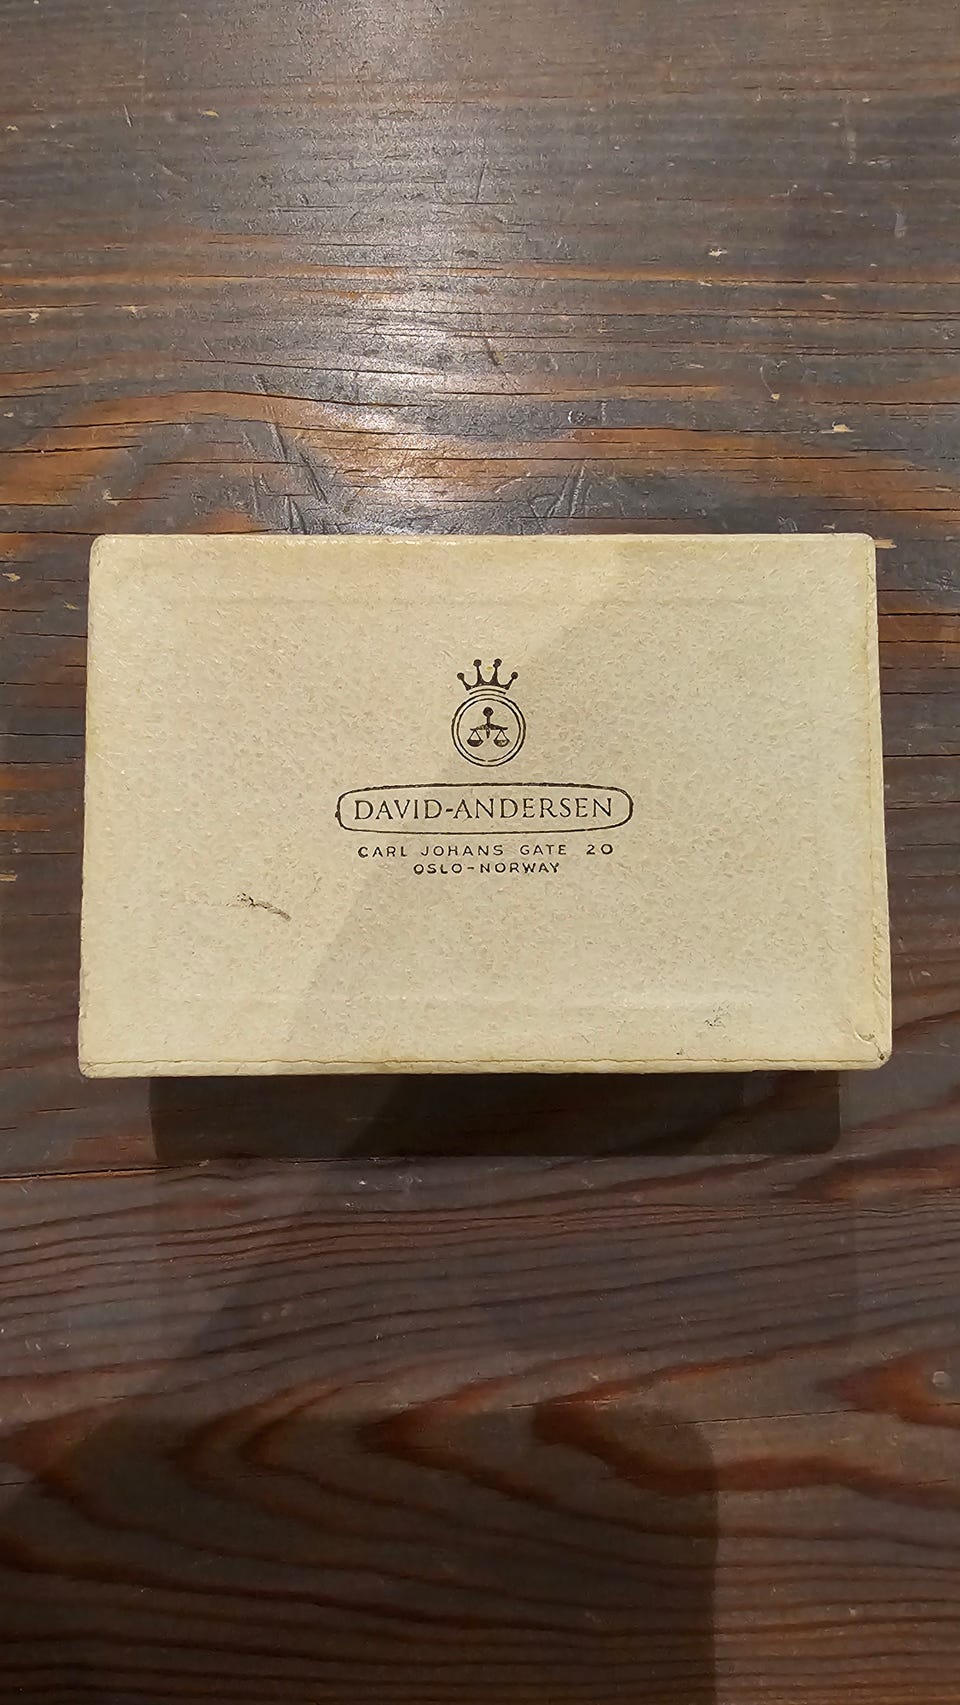 DAVID-ANDERSEN
CARL JOHANS GATE 20
OSLO-NORWAY